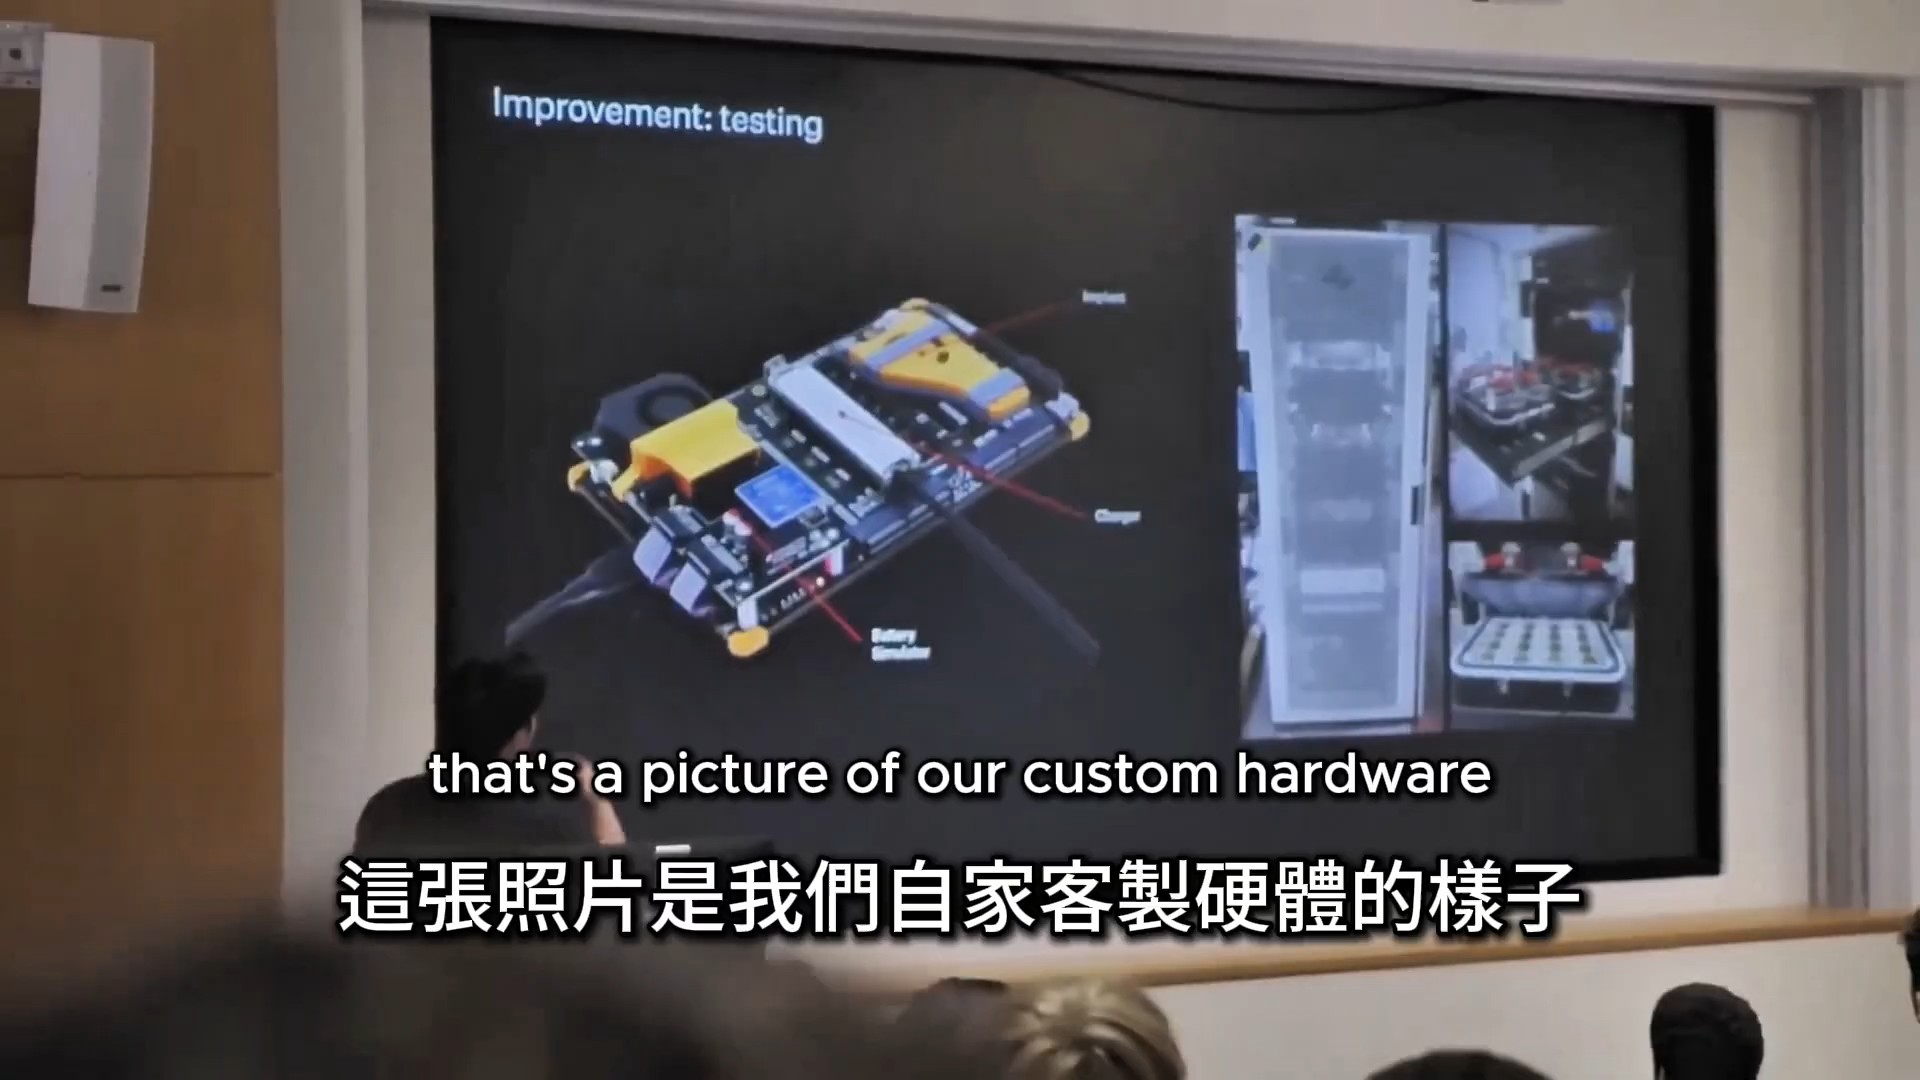 Improvement: testing
Implant
Charger
Battery
Simulator
that's a picture of our custom hardware
這張照片是我們自家客製硬體的樣子